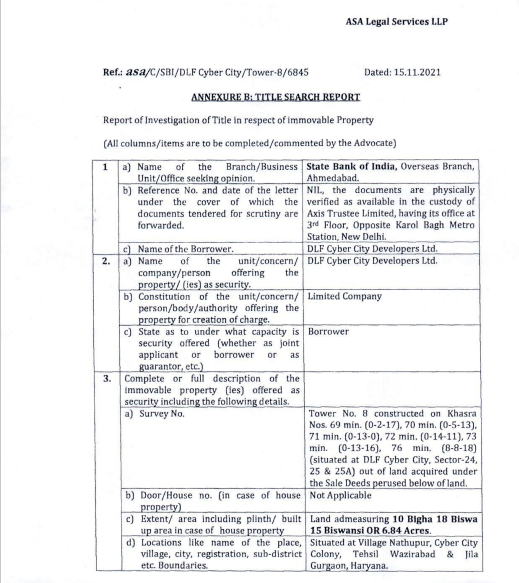 ASA Legal Services LLP
Ref.: asa/C/SBI/DLF Cyber City/Tower-8/6845 Dated: 15.11.2021
ANNEXURE B: TITLE SEARCH REPORT
Report of Investigation of Title in respect of immovable Property
(All columns/items are to be completed/commented by the Advocate)
1 a) Name of the Branch/Business
Unit/Office seeking opinion.
State Bank of India, Overseas Branch,
Ahmedabad.
b) Reference No. and date of the letter
under the cover of which the
documents tendered for scrutiny are
forwarded.
NIL, the documents are physically
verified as available in the custody of
Axis Trustee Limited, having its office at
3rd Floor, Opposite Karol Bagh Metro
Station, New Delhi.
c) Name of the Borrower.
DLF Cyber City Developers Ltd.
2. a) Name of the unit/concern/
company/person offering the
property/ (ies) as security.
DLF Cyber City Developers Ltd.
b) Constitution of the unit/concern/
person/body/authority offering the
property for creation of charge.
Limited Company
c) State as to under what capacity is
security offered (whether as joint
applicant or borrower or as
guarantor, etc.)
Borrower
3. Complete or full description of the
immovable property (ies) offered as
security including the following details.
a) Survey No.
Tower No. 8 constructed on Khasra
Nos. 69 min. (0-2-17), 70 min. (0-5-13),
71 min. (0-13-0), 72 min. (0-14-11), 73
min. (0-13-16), 76 min. (8-8-18)
(situated at DLF Cyber City, Sector-24,
25 & 25A) out of land acquired under
the Sale Deeds perused below of land.
b) Door/House no. (in case of house
property)
Not Applicable
c) Extent/ area including plinth/ built
up area in case of house property
Land admeasuring 10 Bigha 18 Biswa
15 Biswansi OR 6.84 Acres.
d) Locations like name of the place,
village, city, registration, sub-district
etc. Boundaries.
Situated at Village Nathupur, Cyber City
Colony, Tehsil Wazirabad & Jila
Gurgaon, Haryana.